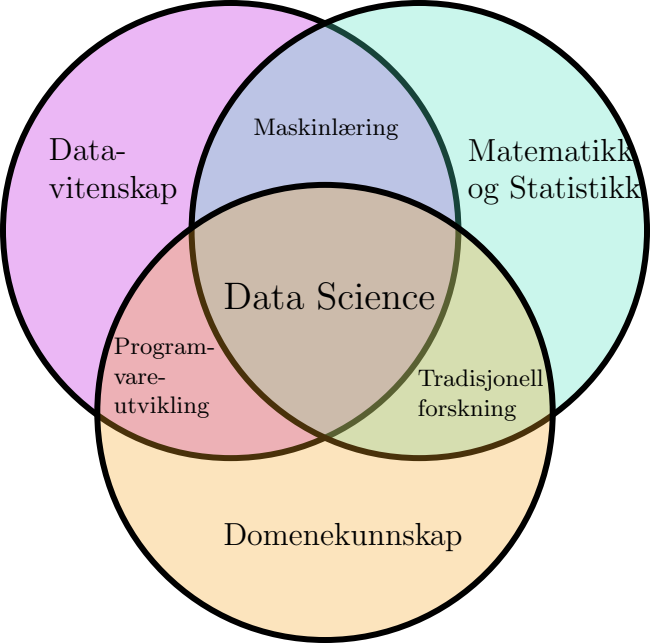 Maskinlæring
Data-
vitenskap
Matematikk
og Statistikk
Data Science
Program-
vare-
utvikling
Tradisjonell
forskning
Domenekunnskap